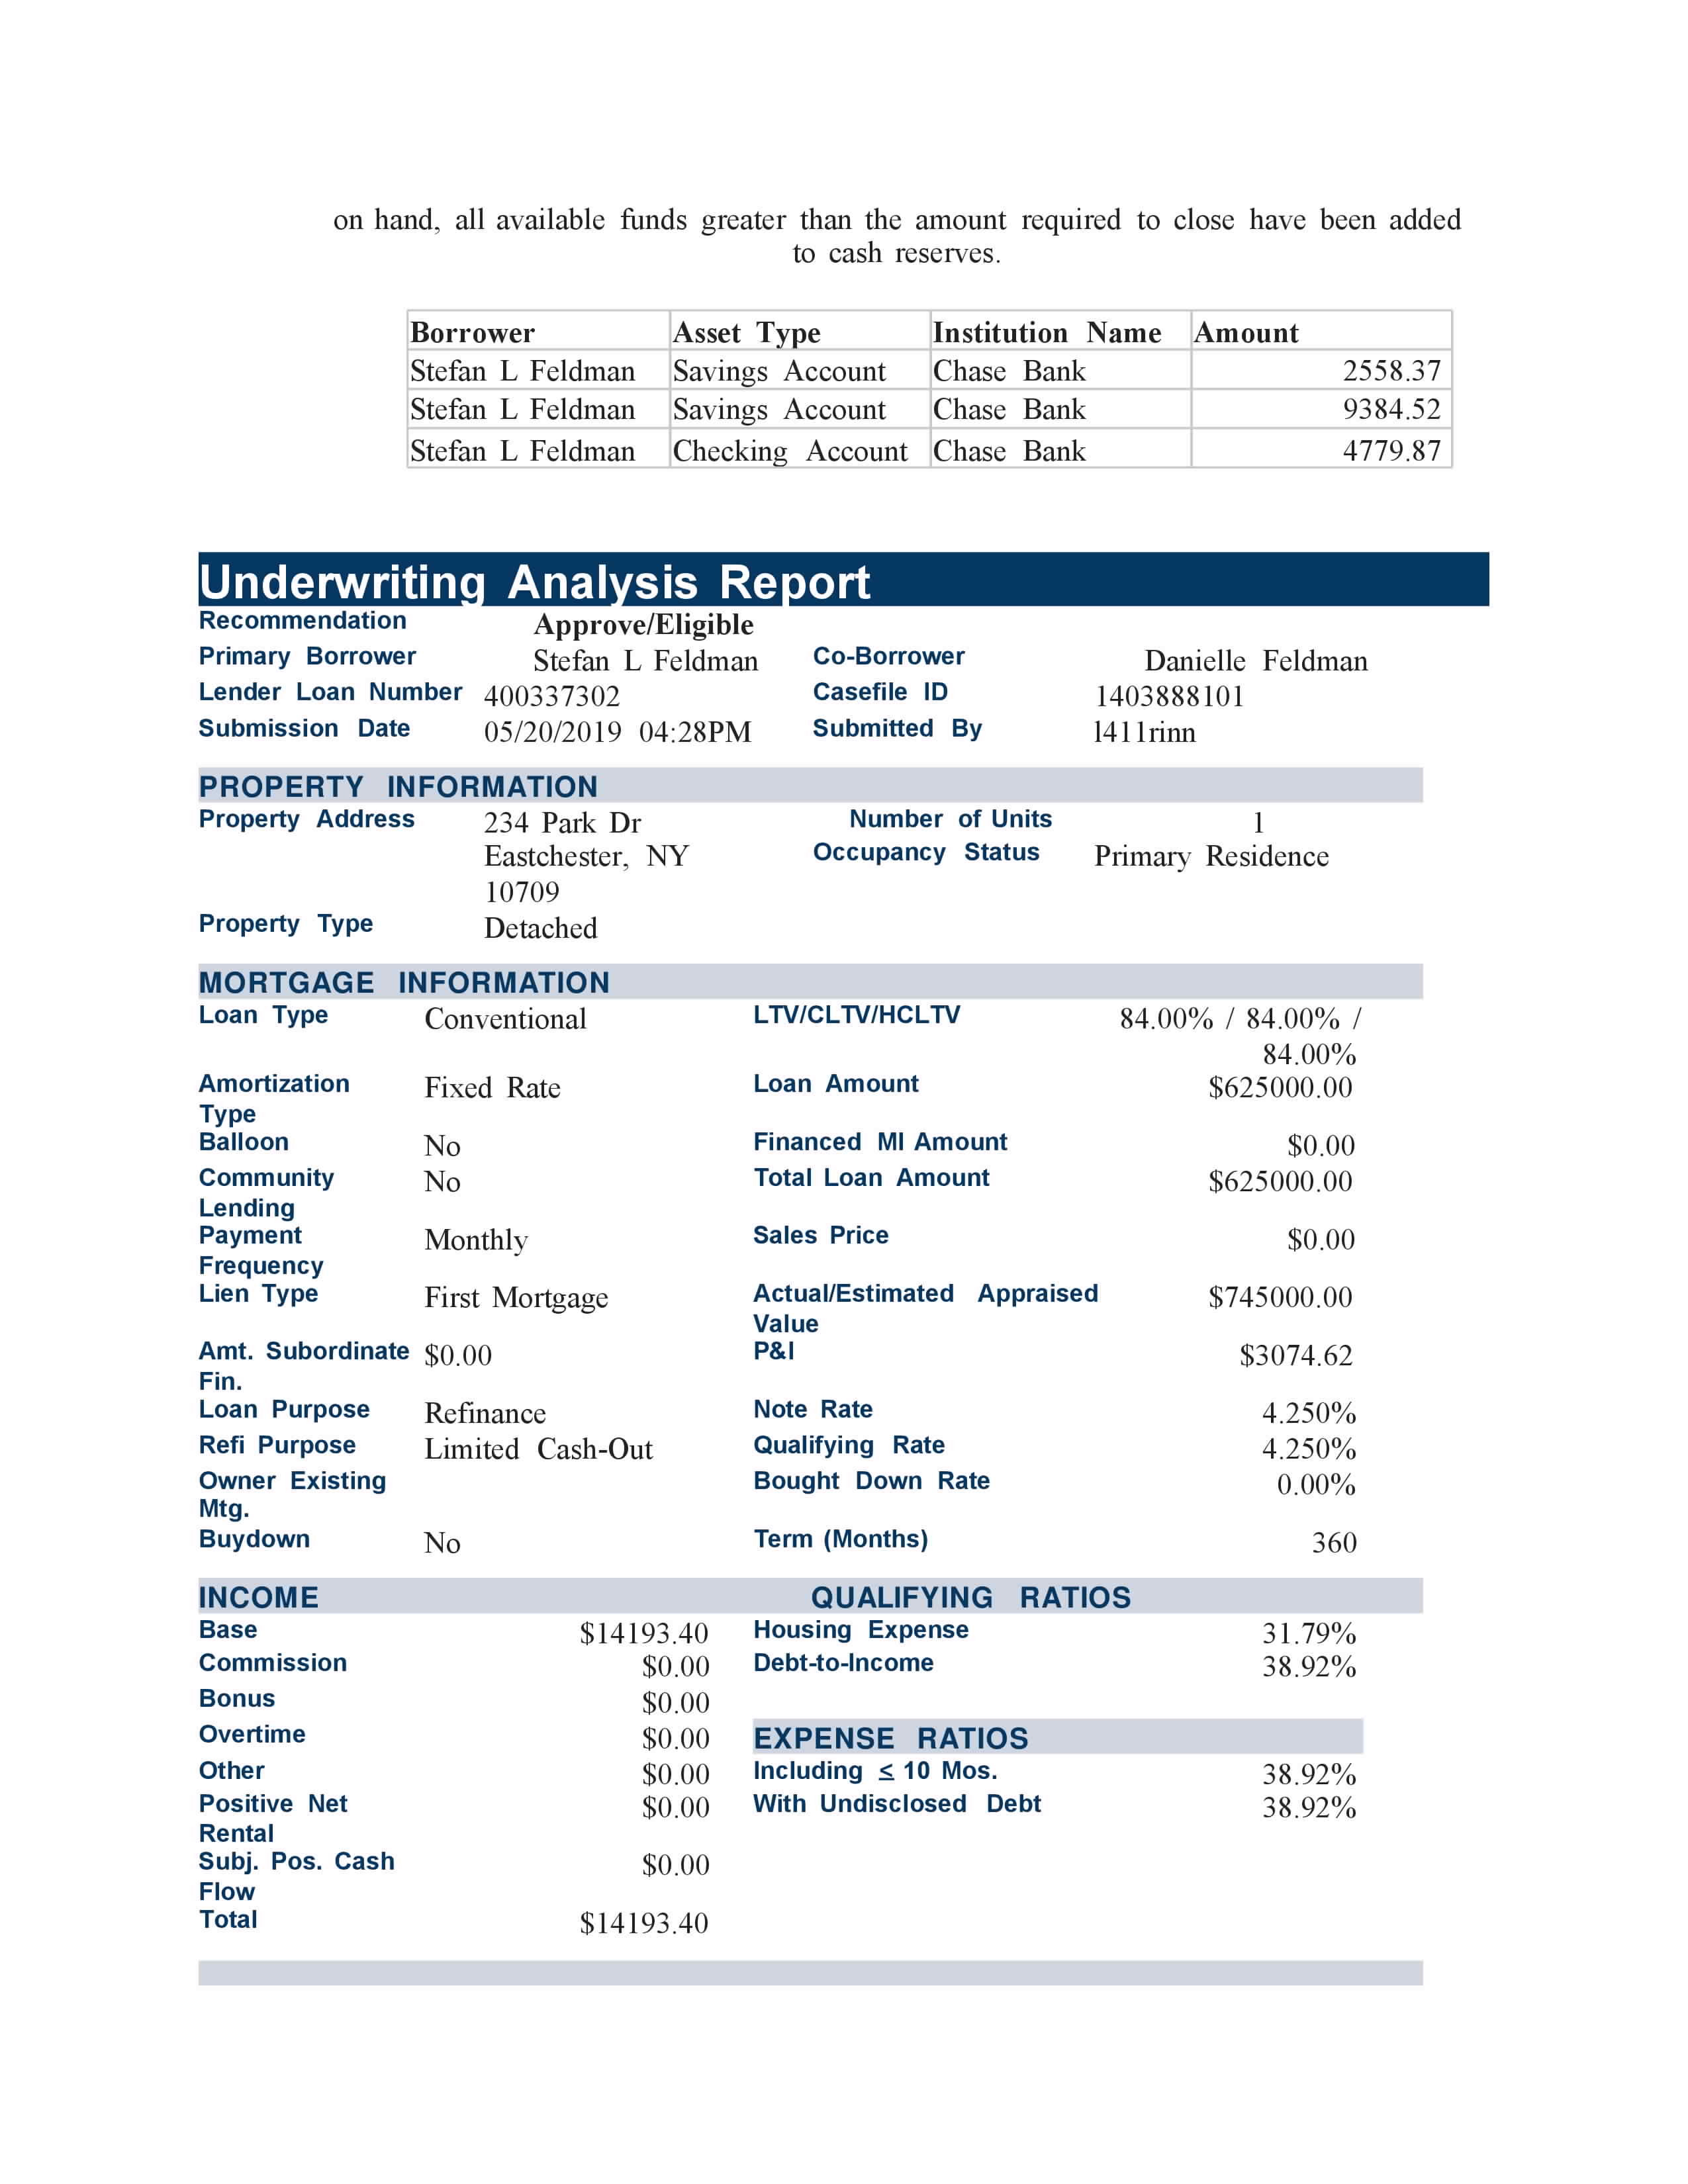 on hand, all available funds greater than the amount required to close have been added
to cash reserves.
Borrower Asset Type Institution Name Amount
Stefan L Feldman Savings Account Chase Bank 2558.37
Stefan L Feldman Savings Account Chase Bank 9384.52
Stefan L Feldman Checking Account Chase Bank 4779.87
Underwriting Analysis Report
Recommendation Approve/Eligible
Primary Borrower Stefan L Feldman Co-Borrower Danielle Feldman
Lender Loan Number 400337302 Casefile ID 1403888101
Submission Date 05/20/2019 04:28PM Submitted By l411rinn
PROPERTY INFORMATION
Property Address 234 Park Dr Number of Units 1
Eastchester, NY Occupancy Status Primary Residence
10709
Property Type Detached
MORTGAGE INFORMATION
Loan Type Conventional LTV/CLTV/HCLTV 84.00% / 84.00% /
84.00%
Amortization Fixed Rate Loan Amount $625000.00
Type
Balloon No Financed MI Amount $0.00
Community No Total Loan Amount $625000.00
Lending
Payment Monthly Sales Price $0.00
Frequency
Lien Type First Mortgage Actual/Estimated Appraised $745000.00
Value
Amt. Subordinate $0.00 P&I $3074.62
Fin.
Loan Purpose Refinance Note Rate 4.250%
Refi Purpose Limited Cash-Out Qualifying Rate 4.250%
Owner Existing Bought Down Rate 0.00%
Mtg.
Buydown No Term (Months) 360
INCOME QUALIFYING RATIOS
Base $14193.40 Housing Expense 31.79%
Commission $0.00 Debt-to-Income 38.92%
Bonus $0.00
Overtime $0.00 EXPENSE RATIOS
Other $0.00 Including ≤ 10 Mos. 38.92%
Positive Net $0.00 With Undisclosed Debt 38.92%
Rental
Subj. Pos. Cash $0.00
Flow
Total $14193.40